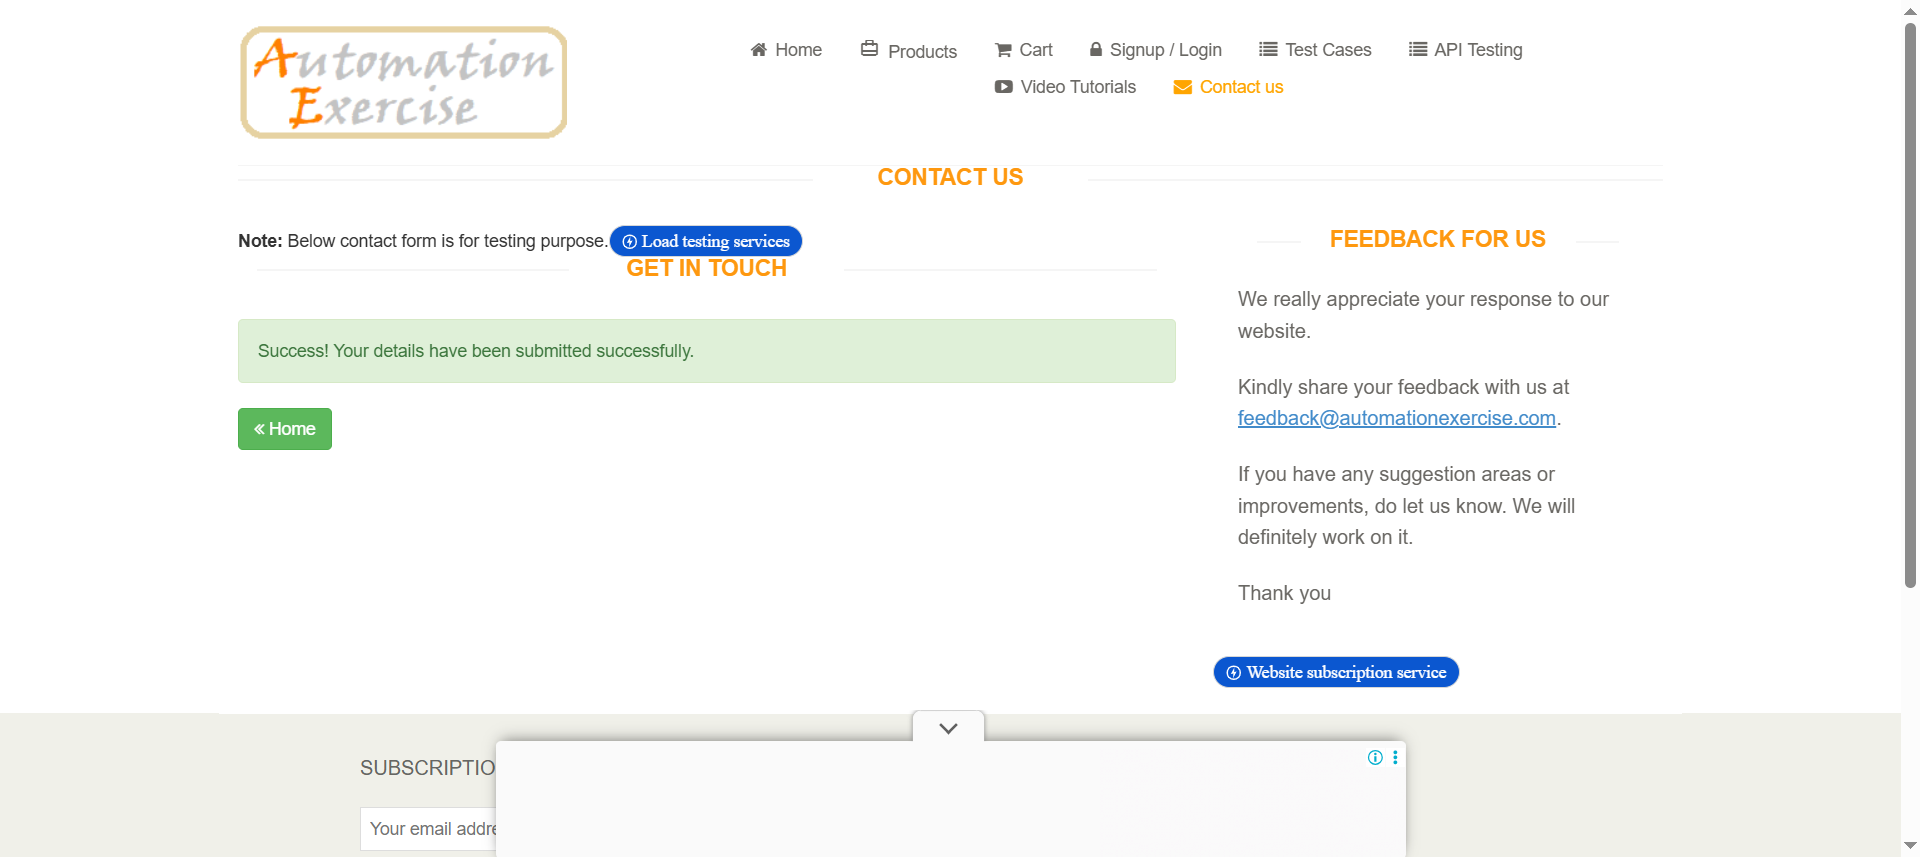 Automation
Exercise
Home
Products
Cart
Signup / Login
Test Cases
API Testing
Video Tutorials
Contact us
CONTACT US
Note: Below contact form is for testing purpose.
Load testing services
GET IN TOUCH
Success! Your details have been submitted successfully.
« Home
FEEDBACK FOR US
We really appreciate your response to our
website.
Kindly share your feedback with us at
feedback@automationexercise.com.
If you have any suggestion areas or
improvements, do let us know. We will
definitely work on it.
Thank you
Website subscription service
SUBSCRIPTIO
Your email addre